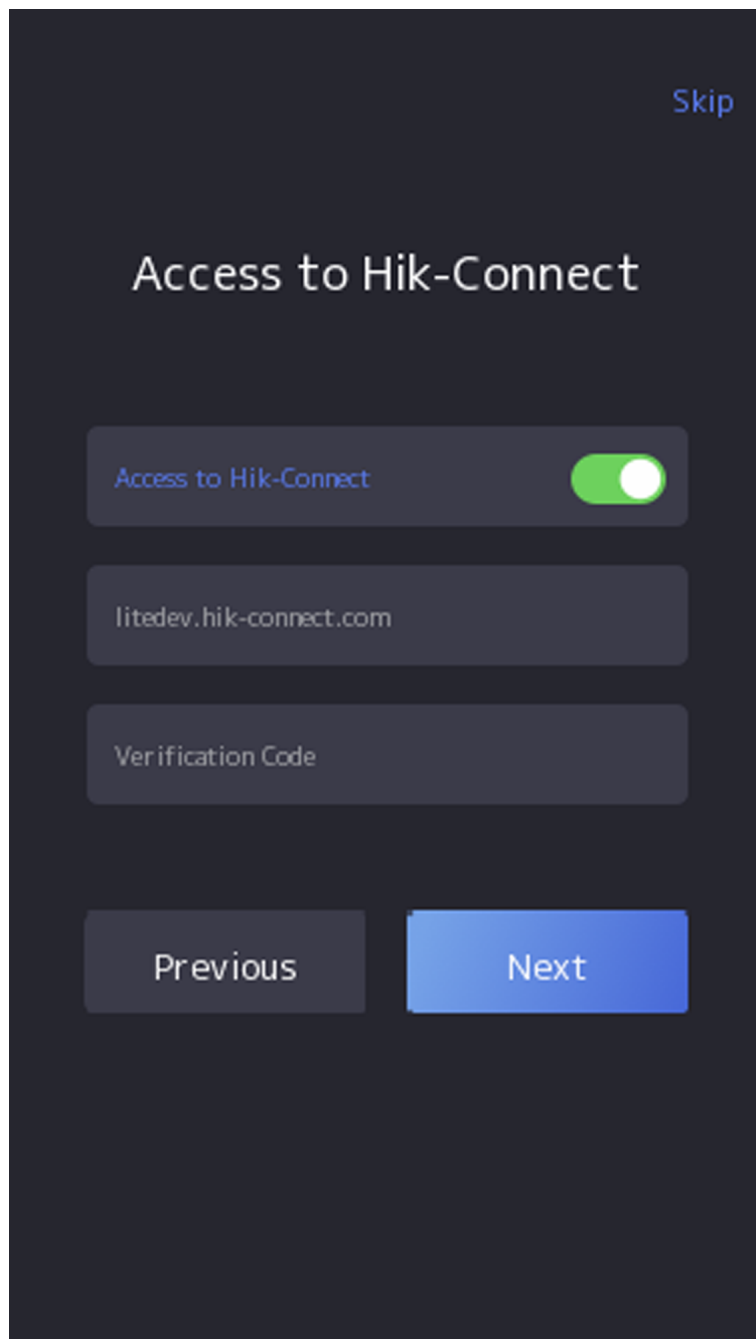 Skip
Access to Hik-Connect
Access to Hik-Connect
litedev.hik-connect.com
Verification Code
Previous
Next